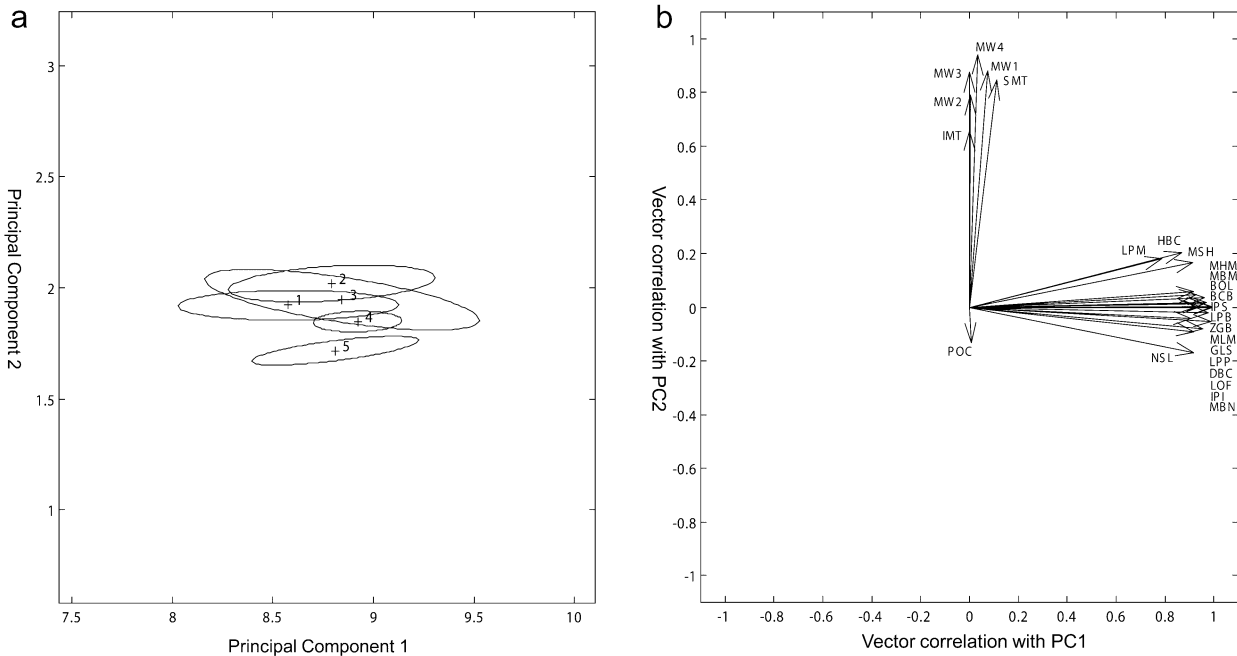 a
3
2.5
2
1.5
1
7.5
8
8.5
9
9.5
10
Principal Component 2
Principal Component 1
1
2
3
4
5
b
1
0.8
0.6
0.4
0.2
0
-0.2
-0.4
-0.6
-0.8
-1
-1
-0.8
-0.6
-0.4
-0.2
0
0.2
0.4
0.6
0.8
1
Vector correlation with PC2
Vector correlation with PC1
MW4
MW3
MW1
SMT
MW2
IMT
LPM
HBC
MSH
MHM
MBM
BOL
BCB
IPS
LPB
ZGB
MLM
GLS
LPP
DBC
LOF
IPI
MBN
POC
NSL